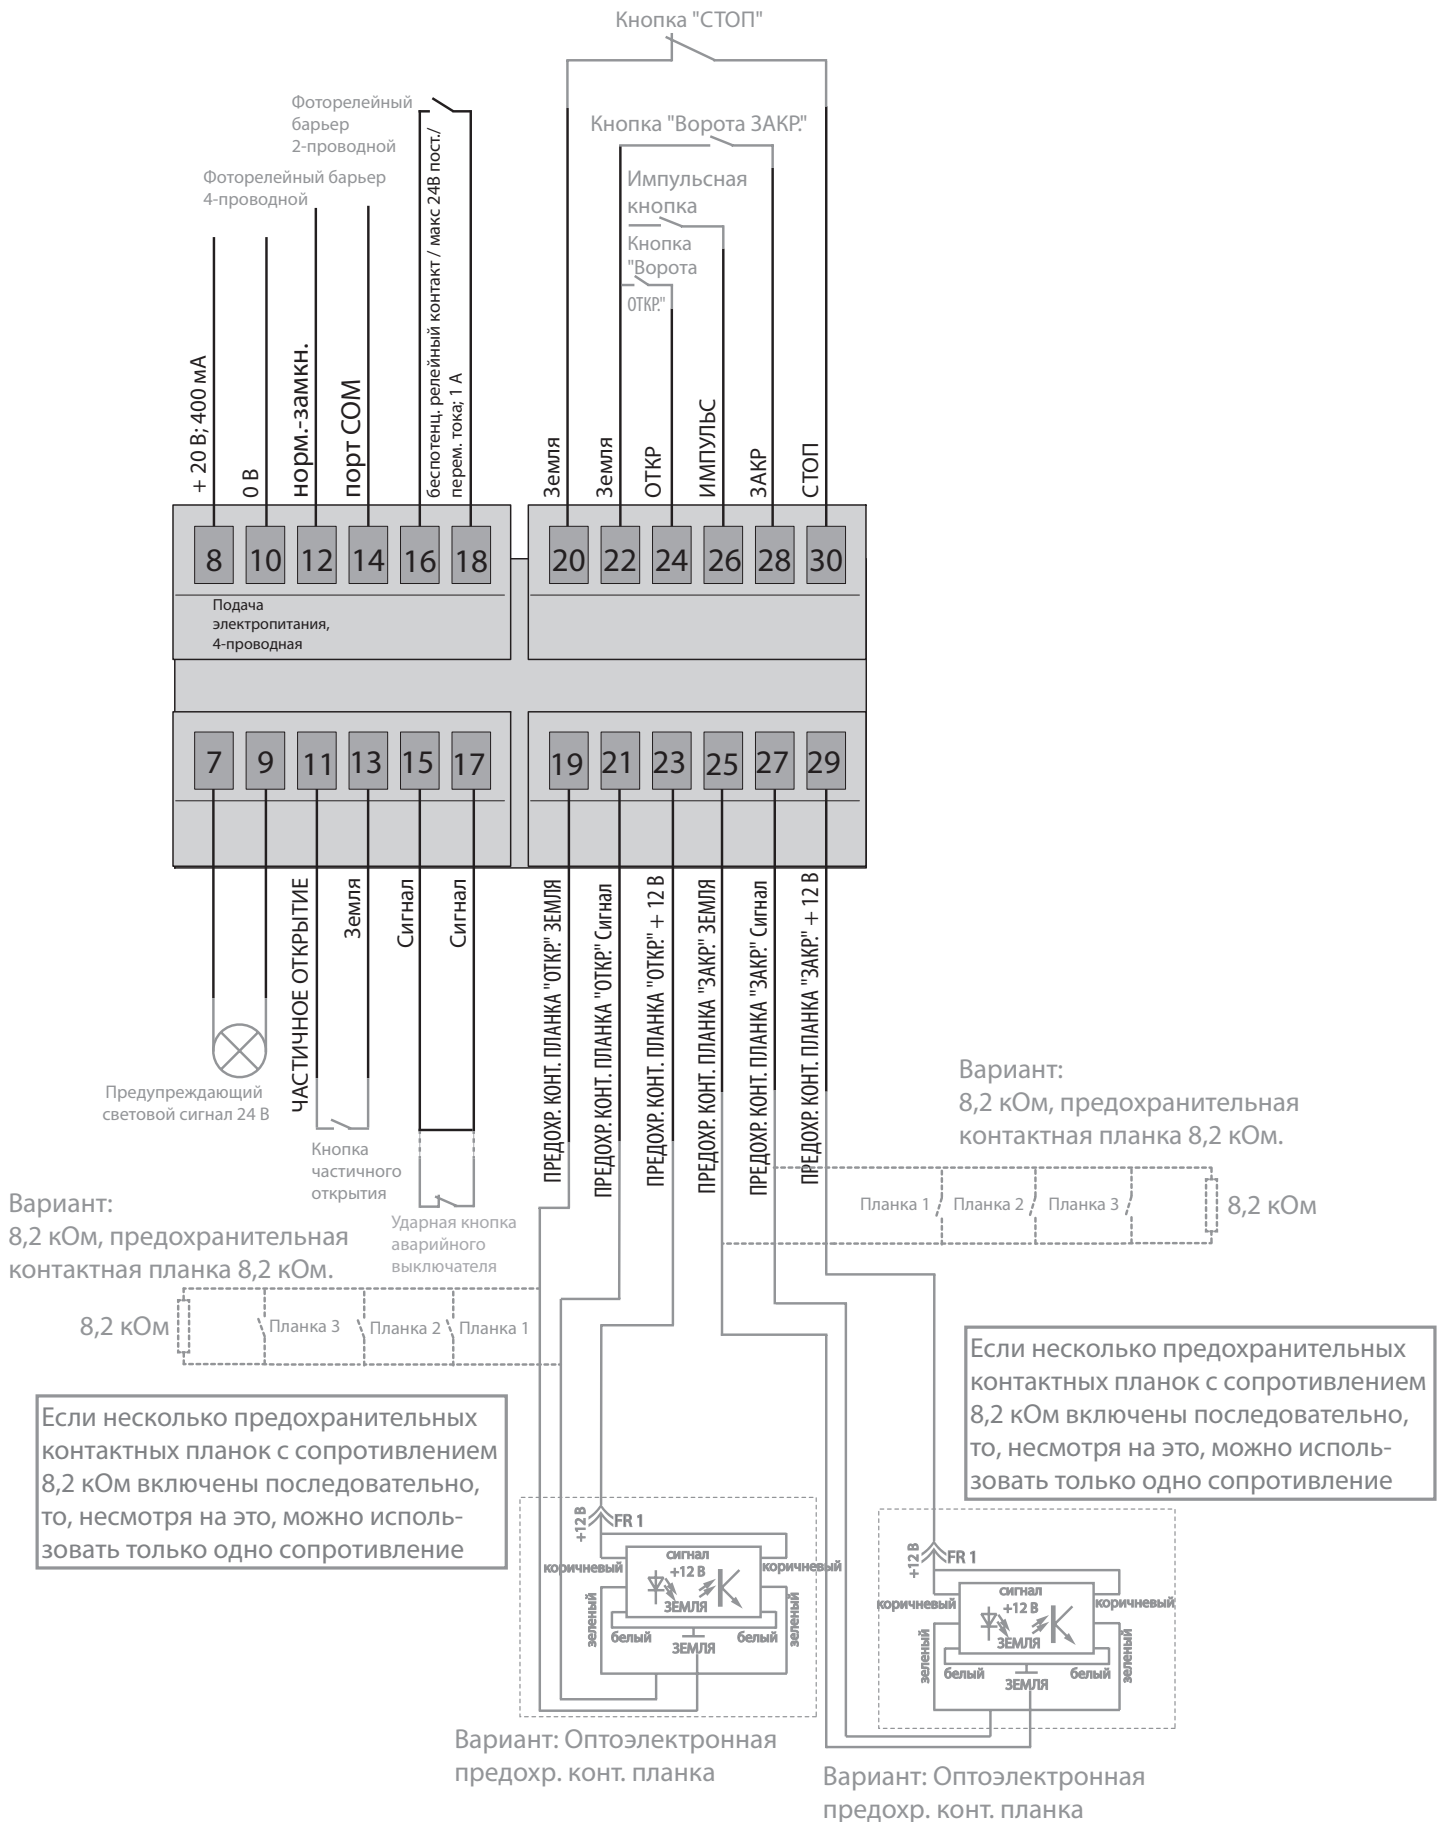 Кнопка "СТОП"
Фоторелейный
барьер
2-проводной
Кнопка "Ворота ЗАКР."
Фоторелейный барьер
4-проводной
Импульсная
кнопка
Кнопка
"Ворота
ОТКР."
+ 20 В; 400 мА
0 В
норм.-замкн.
порт COM
беспотенц. релейный контакт / макс 24В пост./
перем. тока; 1 А
Земля
Земля
ОТКР
ИМПУЛЬС
ЗАКР
СТОП
8 10 12 14 16 18 20 22 24 26 28 30
Подача
электропитания,
4-проводная
7 9 11 13 15 17 19 21 23 25 27 29
ЧАСТИЧНОЕ ОТКРЫТИЕ
Земля
Сигнал
Сигнал
ПРЕДОХР. КОНТ. ПЛАНКА "ОТКР." ЗЕМЛЯ
ПРЕДОХР. КОНТ. ПЛАНКА "ОТКР." Сигнал
ПРЕДОХР. КОНТ. ПЛАНКА "ОТКР." + 12 В
ПРЕДОХР. КОНТ. ПЛАНКА "ЗАКР." ЗЕМЛЯ
ПРЕДОХР. КОНТ. ПЛАНКА "ЗАКР." Сигнал
ПРЕДОХР. КОНТ. ПЛАНКА "ЗАКР." + 12 В
Предупреждающий
световой сигнал 24 В
Кнопка
частичного
открытия
Ударная кнопка
аварийного
выключателя
Вариант:
8,2 кОм, предохранительная
контактная планка 8,2 кОм.
Планка 1 Планка 2 Планка 3 8,2 кОм
Вариант:
8,2 кОм, предохранительная
контактная планка 8,2 кОм.
8,2 кОм Планка 3 Планка 2 Планка 1
Если несколько предохранительных
контактных планок с сопротивлением
8,2 кОм включены последовательно,
то, несмотря на это, можно исполь-
зовать только одно сопротивление
Если несколько предохранительных
контактных планок с сопротивлением
8,2 кОм включены последовательно,
то, несмотря на это, можно исполь-
зовать только одно сопротивление
+12 В
FR 1
коричневый
сигнал
+12 В
ЗЕМЛЯ
коричневый
зеленый
белый
ЗЕМЛЯ
белый
зеленый
Вариант: Оптоэлектронная
предохр. конт. планка
+12 В
FR 1
коричневый
сигнал
+12 В
ЗЕМЛЯ
коричневый
зеленый
белый
ЗЕМЛЯ
белый
зеленый
Вариант: Оптоэлектронная
предохр. конт. планка